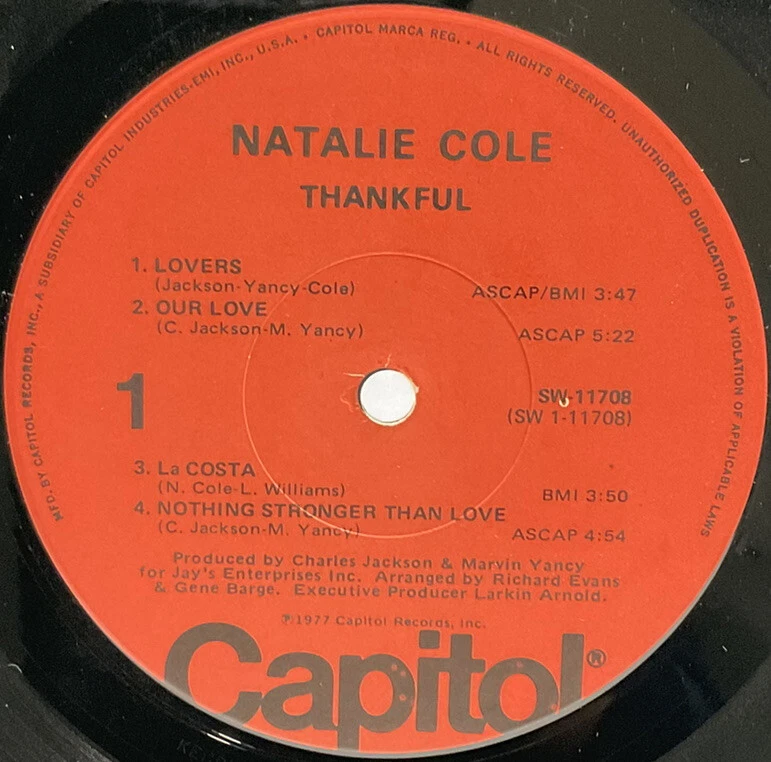 MFD. BY CAPITOL RECORDS, INC., A SUBSIDIARY OF CAPITOL INDUSTRIES-EMI, INC., U.S.A. • CAPITOL MARCA REG. • ALL RIGHTS RESERVED. UNAUTHORIZED DUPLICATION IS A VIOLATION OF APPLICABLE LAWS
NATALIE COLE
THANKFUL
1. LOVERS
(Jackson-Yancy-Cole) ASCAP/BMI 3:47
2. OUR LOVE
(C. Jackson-M. Yancy) ASCAP 5:22
1
SW-11708
(SW 1-11708)
3. La COSTA
(N. Cole-L. Williams) BMI 3:50
4. NOTHING STRONGER THAN LOVE
(C. Jackson-M. Yancy) ASCAP 4:54
Produced by Charles Jackson & Marvin Yancy
for Jay's Enterprises Inc. Arranged by Richard Evans
& Gene Barge. Executive Producer Larkin Arnold.
℗1977 Capitol Records, Inc.
Capitol®